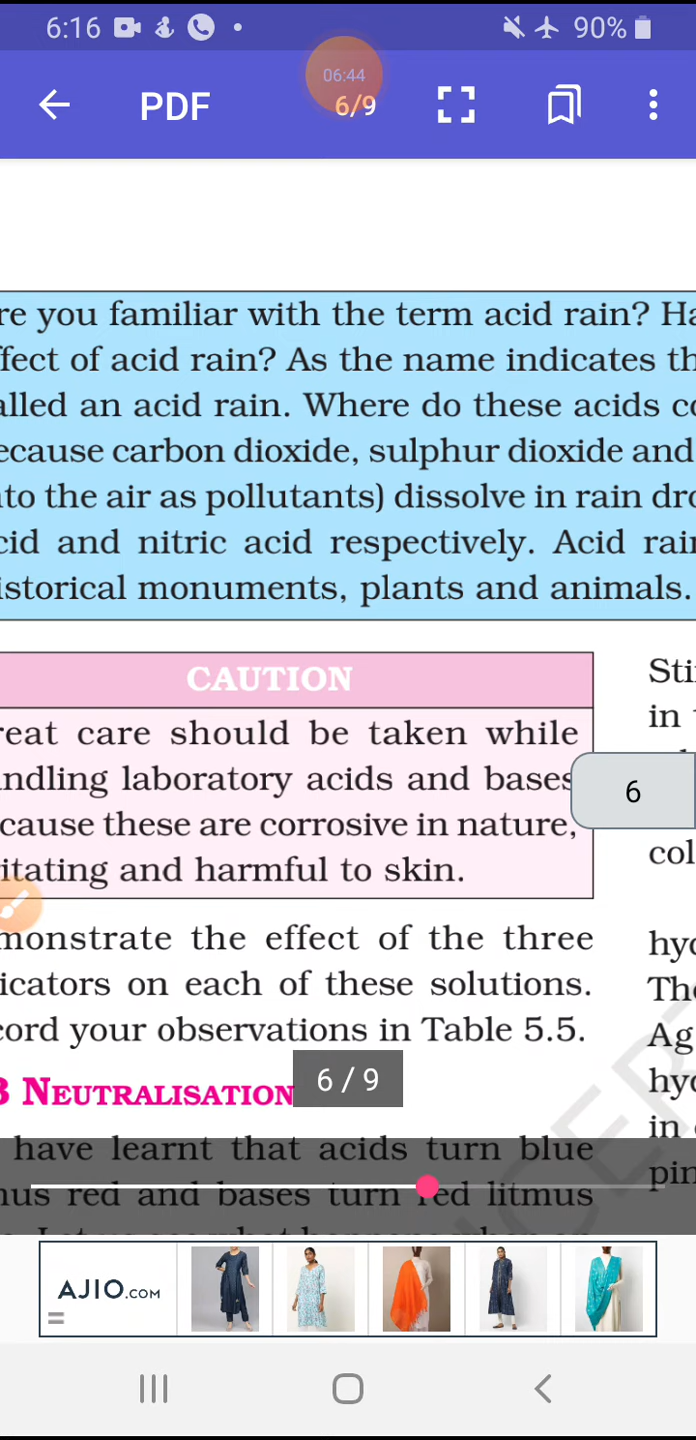 6:16
90%
06:44
PDF
6/9
re you familiar with the term acid rain? Ha
ffect of acid rain? As the name indicates th
alled an acid rain. Where do these acids co
ecause carbon dioxide, sulphur dioxide and
nto the air as pollutants) dissolve in rain dro
cid and nitric acid respectively. Acid rain
istorical monuments, plants and animals.
CAUTION
reat care should be taken while
ndling laboratory acids and bases
cause these are corrosive in nature,
itating and harmful to skin.
monstrate the effect of the three
icators on each of these solutions.
cord your observations in Table 5.5.
3 NEUTRALISATION
have learnt that acids turn blue
mus red and bases turn red litmus
Sti
in
6
col
hyd
The
Ag
hyd
in
pin
6 / 9
AJIO.COM